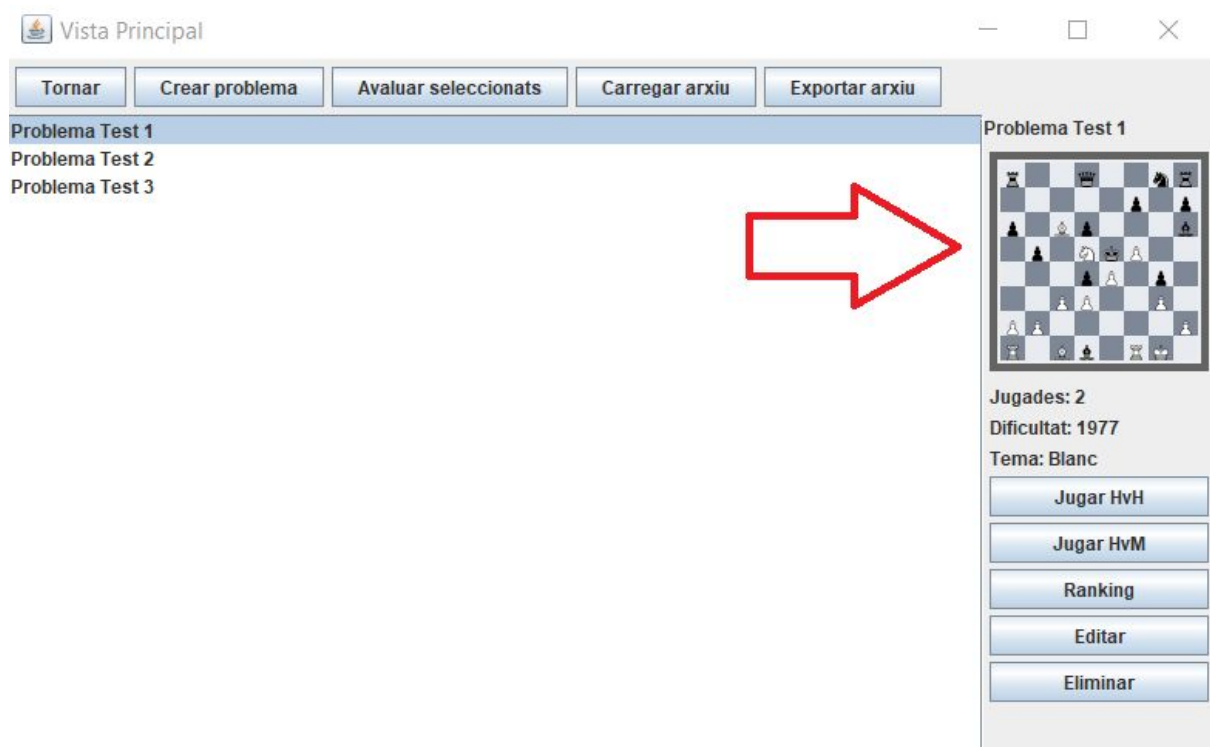 Vista Principal
Tornar Crear problema Avaluar seleccionats Carregar arxiu Exportar arxiu
Problema Test 1
Problema Test 2
Problema Test 3
Problema Test 1
Jugades: 2
Dificultat: 1977
Tema: Blanc
Jugar HvH
Jugar HvM
Ranking
Editar
Eliminar